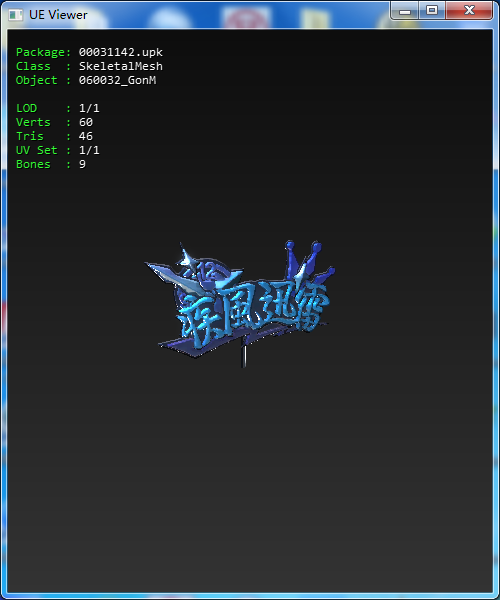 UE Viewer
Package: 00031142.upk
Class : SkeletalMesh
Object : 060032_GonM
LOD : 1/1
Verts : 60
Tris : 46
UV Set : 1/1
Bones : 9
疾風迅雷